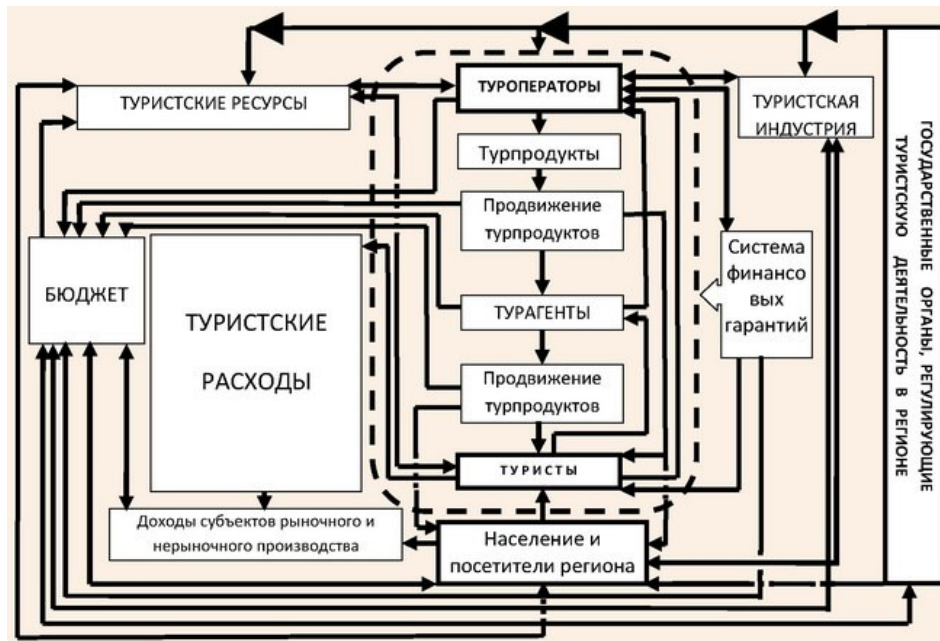 ТУРИСТСКИЕ РЕСУРСЫ
ТУРОПЕРАТОРЫ
ТУРИСТСКАЯ
ИНДУСТРИЯ
Турпродукты
Продвижение
турпродуктов
БЮДЖЕТ
ТУРИСТСКИЕ
РАСХОДЫ
Система
финансо
вых
гарантий
ТУРАГЕНТЫ
Продвижение
турпродуктов
ТУРИСТЫ
Доходы субъектов рыночного и
нерыночного производства
Население и
посетители региона
ГОСУДАРСТВЕННЫЕ ОРГАНЫ, РЕГУЛИРУЮЩИЕ
ТУРИСТСКУЮ ДЕЯТЕЛЬНОСТЬ В РЕГИОНЕ